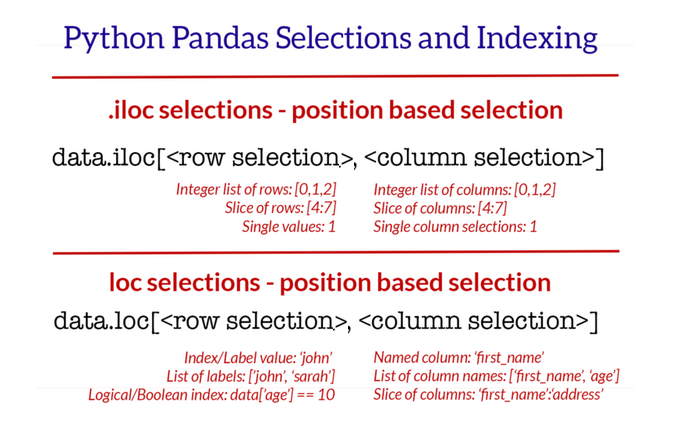 Python Pandas Selections and Indexing
.iloc selections - position based selection
data.iloc[<row selection>, <column selection>]
Integer list of rows: [0,1,2]
Slice of rows: [4:7]
Single values: 1
Integer list of columns: [0,1,2]
Slice of columns: [4:7]
Single column selections: 1
loc selections - position based selection
data.loc[<row selection>, <column selection>]
Index/Label value: ‘john’
List of labels: [‘john’, ‘sarah’]
Logical/Boolean index: data[‘age’] == 10
Named column: ‘first_name’
List of column names: [‘first_name’, ‘age’]
Slice of columns: ‘first_name’:‘address’